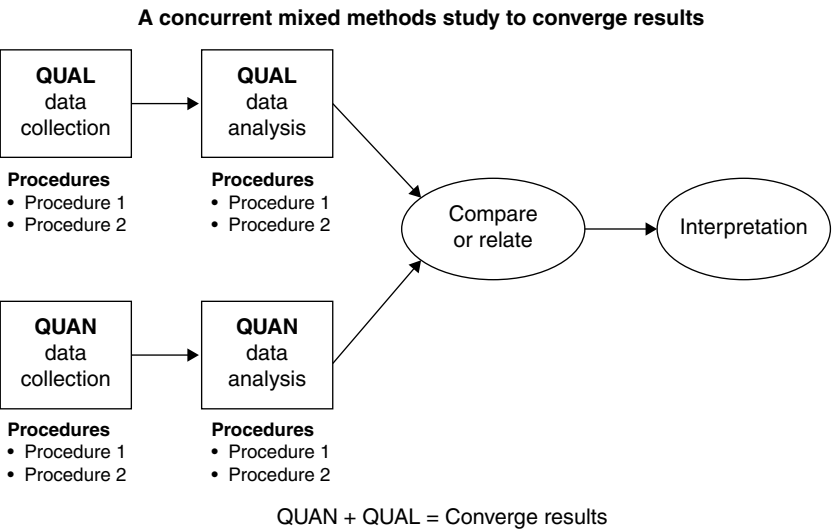 A concurrent mixed methods study to converge results
QUAL
data
collection
QUAL
data
analysis
Procedures
• Procedure 1
• Procedure 2
Procedures
• Procedure 1
• Procedure 2
Compare
or relate
Interpretation
QUAN
data
collection
QUAN
data
analysis
Procedures
• Procedure 1
• Procedure 2
Procedures
• Procedure 1
• Procedure 2
QUAN + QUAL = Converge results